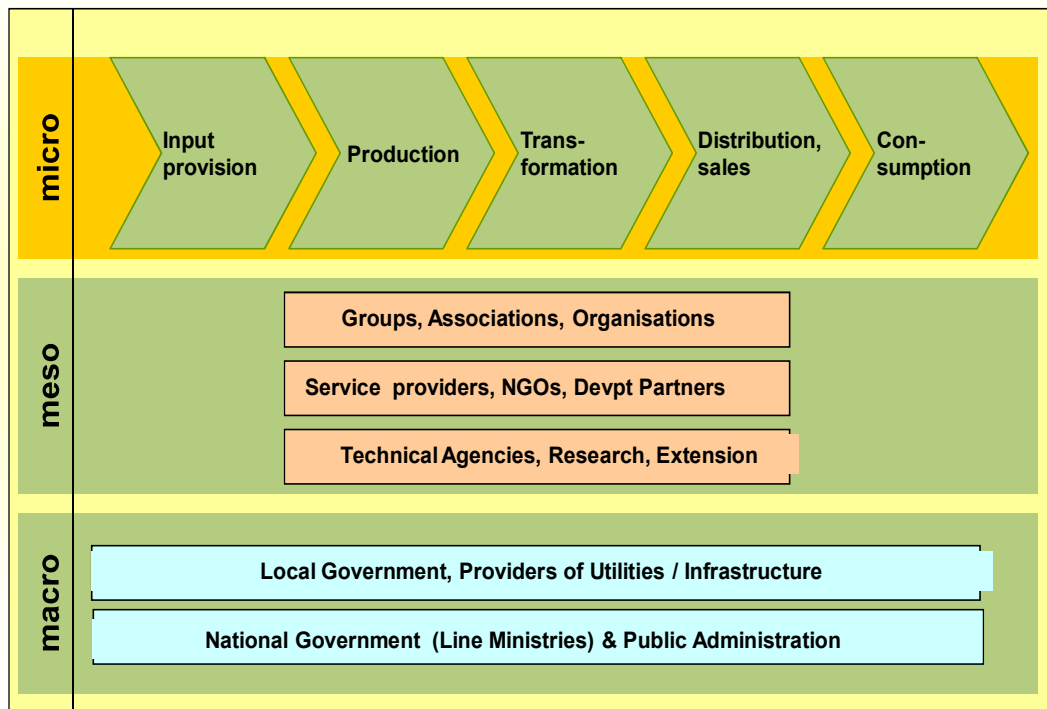 micro
Input
provision
Production
Trans-
formation
Distribution,
sales
Con-
sumption
meso
Groups, Associations, Organisations
Service providers, NGOs, Devpt Partners
Technical Agencies, Research, Extension
macro
Local Government, Providers of Utilities / Infrastructure
National Government (Line Ministries) & Public Administration